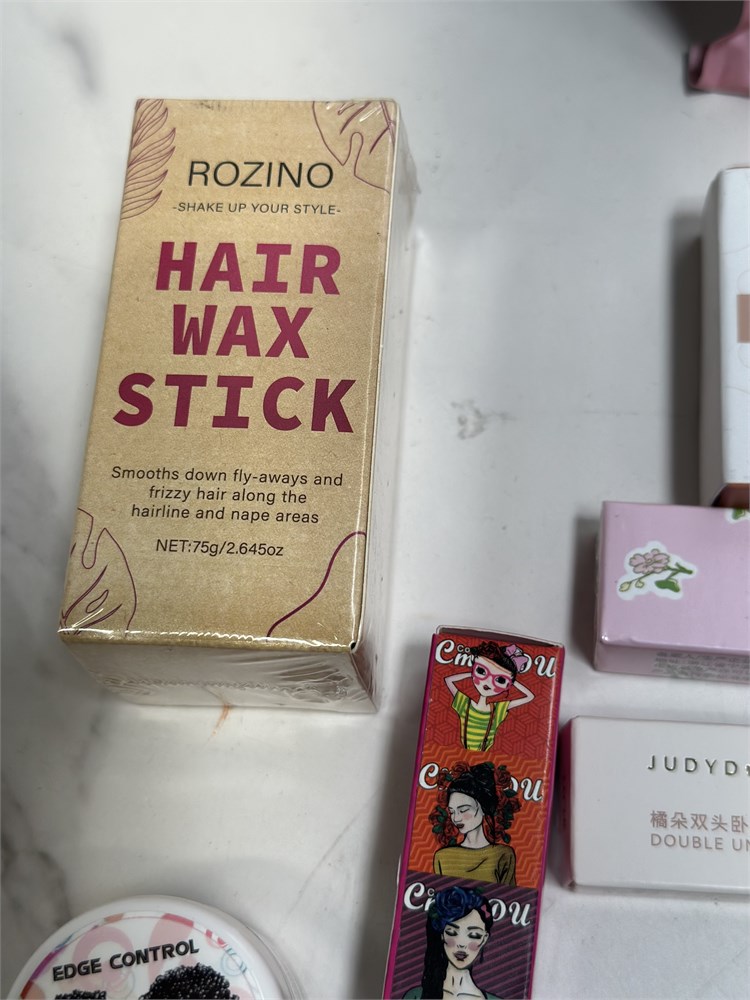 ROZINO
-SHAKE UP YOUR STYLE-
HAIR
WAX
STICK
Smooths down fly-aways and
frizzy hair along the
hairline and nape areas
NET:75g/2.645oz
JUDYD
橘朵双头卧
DOUBLE UN
EDGE CONTROL